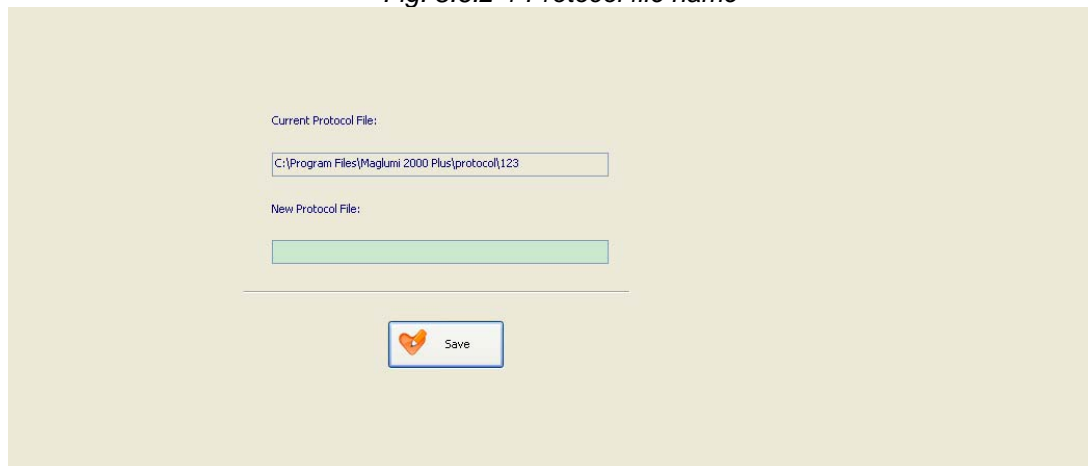 Current Protocol File:
C:\Program Files\Maglumi 2000 Plus\protocol\123
New Protocol File:
Save